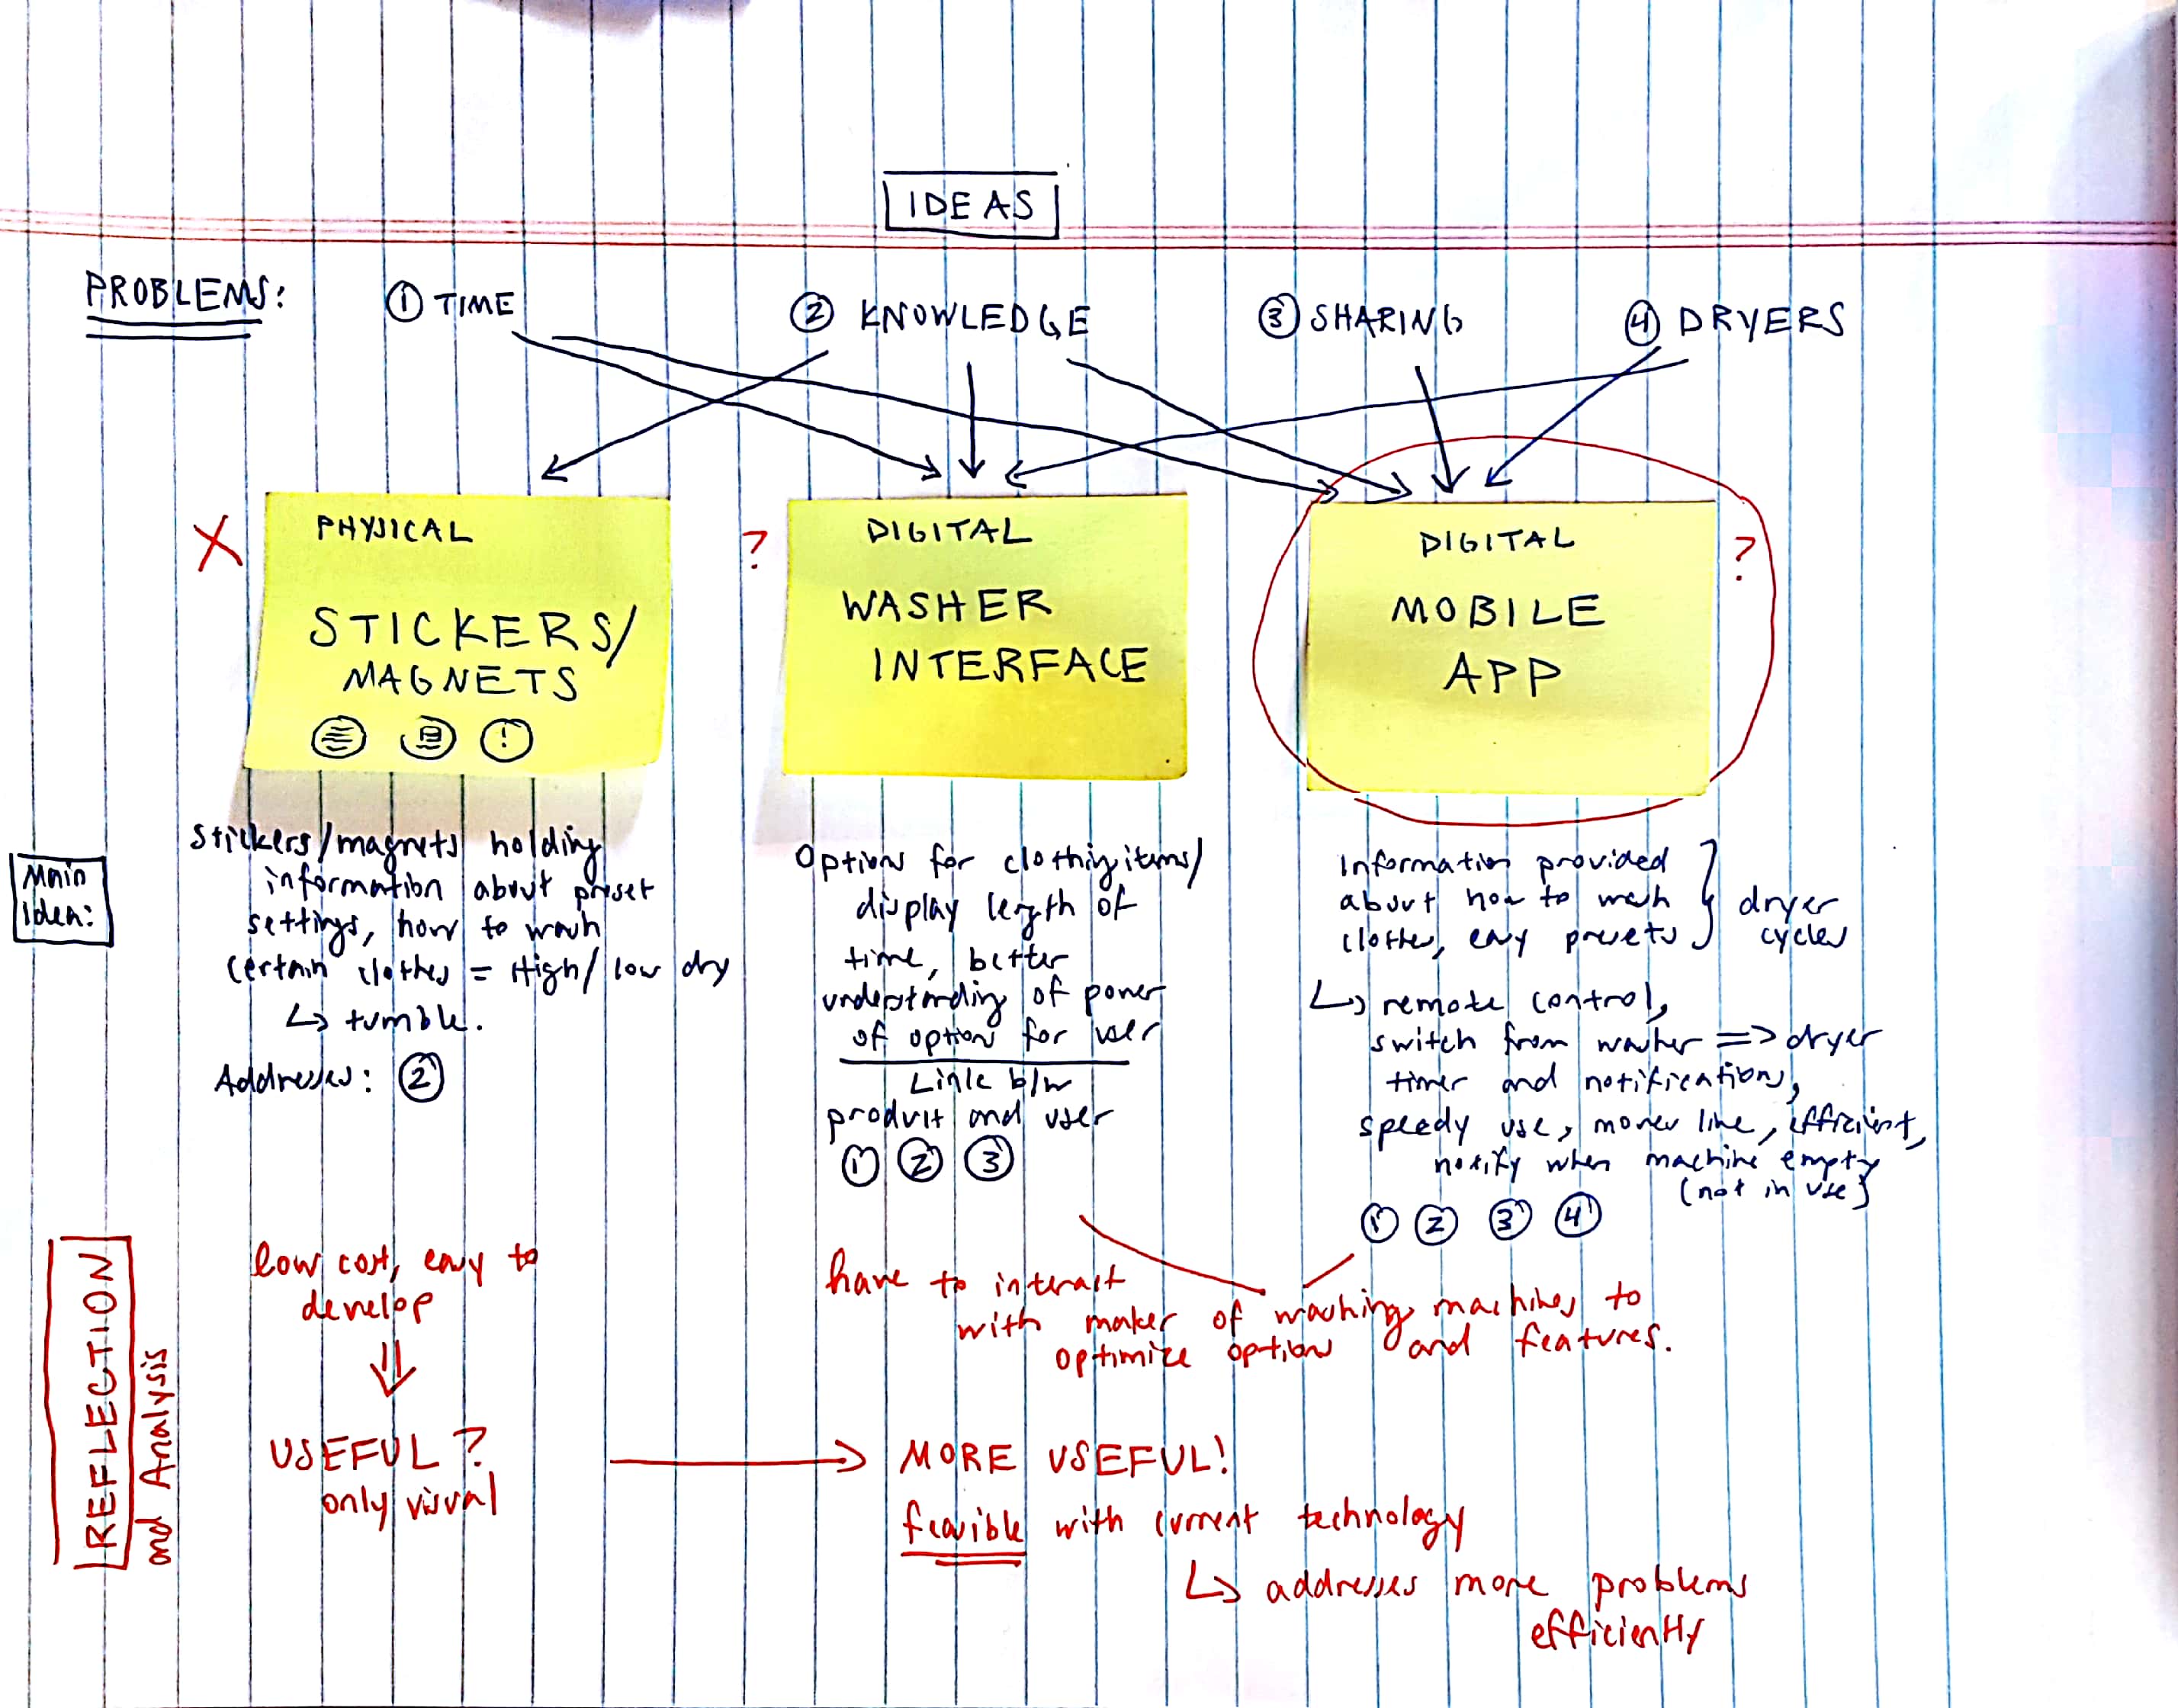 IDEAS
PROBLEMS:
① TIME
② KNOWLEDGE
③ SHARING
④ DRYERS
X
PHYSICAL
STICKERS/
MAGNETS
!
?
DIGITAL
WASHER
INTERFACE
DIGITAL
MOBILE
APP
?
Main
Idea:
Stickers/magnets holding
information about preset
settings, how to wash
certain clothes = High/low dry
↳ tumble.
Addresses: ②
Options for clothing items/
display length of
time, better
understanding of power
of option for user
Link b/w
product and user
① ② ③
Information provided
about how to wash
clothes, easy presets
} dryer
cycles
↳ remote control,
switch from washer => dryer
timer and notifications,
speedy use, moves line, efficient,
notify when machine empty
(not in use)
① ② ③ ④
REFLECTION
and Analysis
low cost, easy to
develop
⇓
USEFUL?
only visual
have to interact
with maker of washing machines to
optimize options and features.
→ MORE USEFUL!
feasible with current technology
↳ addresses more problems
efficiently